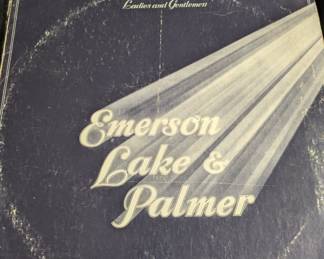 Ladies and Gentlemen
Emerson
Lake &
Palmer